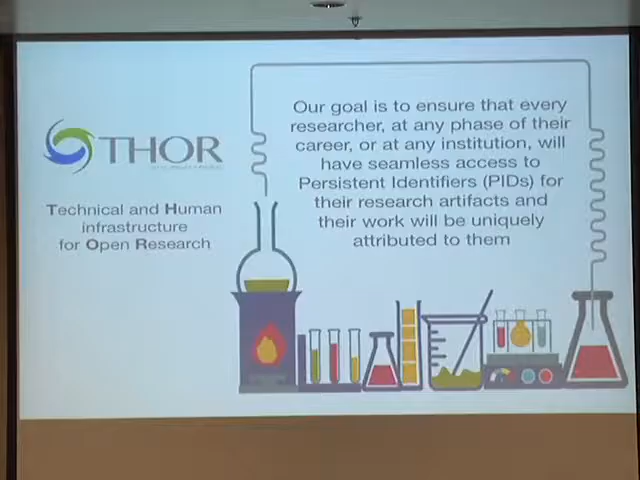 THOR
Technical and Human
infrastructure
for Open Research
Our goal is to ensure that every
researcher, at any phase of their
career, or at any institution, will
have seamless access to
Persistent Identifiers (PIDs) for
their research artifacts and
their work will be uniquely
attributed to them